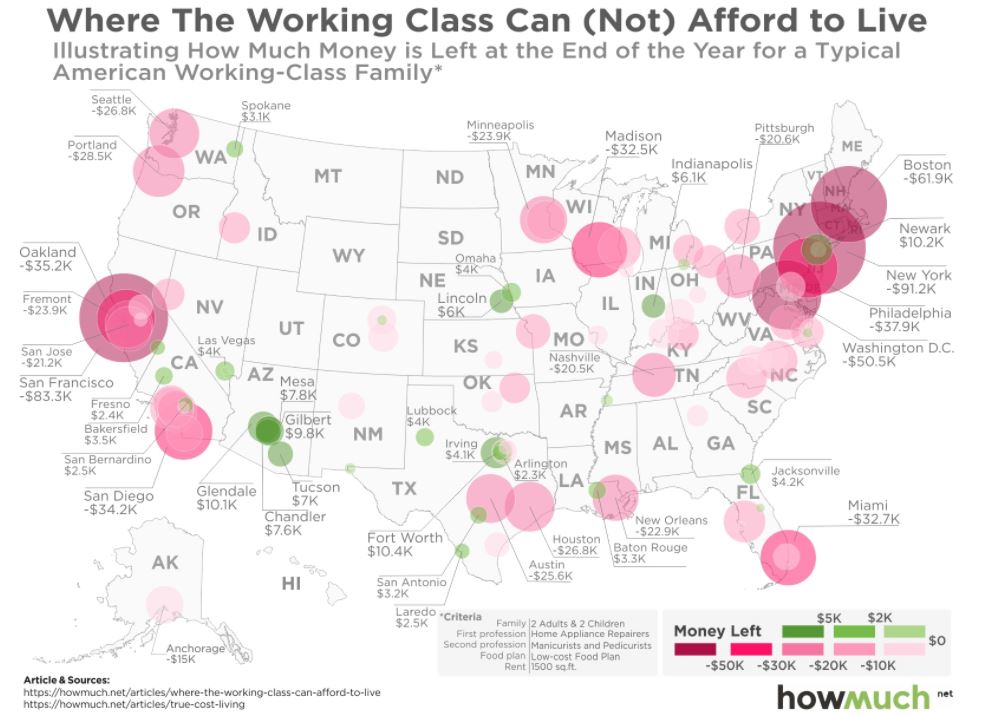 Where The Working Class Can (Not) Afford to Live
Illustrating How Much Money is Left at the End of the Year for a Typical
American Working-Class Family*
Seattle
-$26.8K
Spokane
$3.1K
Portland
-$28.5K
Minneapolis
-$23.9K
Madison
-$32.5K
Pittsburgh
-$20.6K
Indianapolis
$6.1K
Boston
-$61.9K
Newark
$10.2K
New York
-$91.2K
Philadelphia
-$37.9K
Washington D.C.
-$50.5K
Oakland
-$35.2K
Fremont
-$23.9K
San Jose
-$21.2K
San Francisco
-$83.3K
Fresno
$2.4K
Bakersfield
$3.5K
San Bernardino
$2.5K
San Diego
-$34.2K
Las Vegas
$4K
Mesa
$7.8K
Gilbert
$9.8K
Glendale
$10.1K
Tucson
$7K
Chandler
$7.6K
Omaha
$4K
Lincoln
$6K
Nashville
-$20.5K
Lubbock
$4K
Irving
$4.1K
Arlington
$2.3K
Fort Worth
$10.4K
San Antonio
$3.2K
Laredo
$2.5K
Houston
-$26.8K
Austin
-$25.6K
New Orleans
-$22.9K
Baton Rouge
$3.3K
Jacksonville
$4.2K
Miami
-$32.7K
Anchorage
-$15K
WA
OR
ID
MT
ND
MN
WI
MI
ME
VT
NH
MA
CT
RI
NY
NJ
PA
SD
WY
NE
IA
IL
IN
OH
WV
VA
NV
UT
CO
KS
MO
KY
CA
AZ
NM
OK
AR
TN
NC
SC
TX
LA
MS
AL
GA
FL
AK
HI
*Criteria
Family 2 Adults & 2 Children
First profession Home Appliance Repairers
Second profession Manicurists and Pedicurists
Food plan Low-cost Food Plan
Rent 1500 sq.ft.
Money Left
$5K $2K
$0
-$50K -$30K -$20K -$10K
Article & Sources:
https://howmuch.net/articles/where-the-working-class-can-afford-to-live
https://howmuch.net/articles/true-cost-living
howmuch net